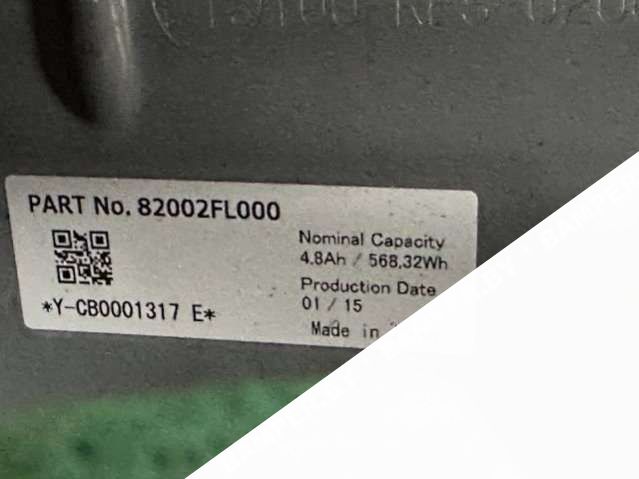 PART No. 82002FL000
Nominal Capacity
4.8Ah / 568.32Wh
Production Date
*Y-CB0001317 E*
01 / 15
Made in